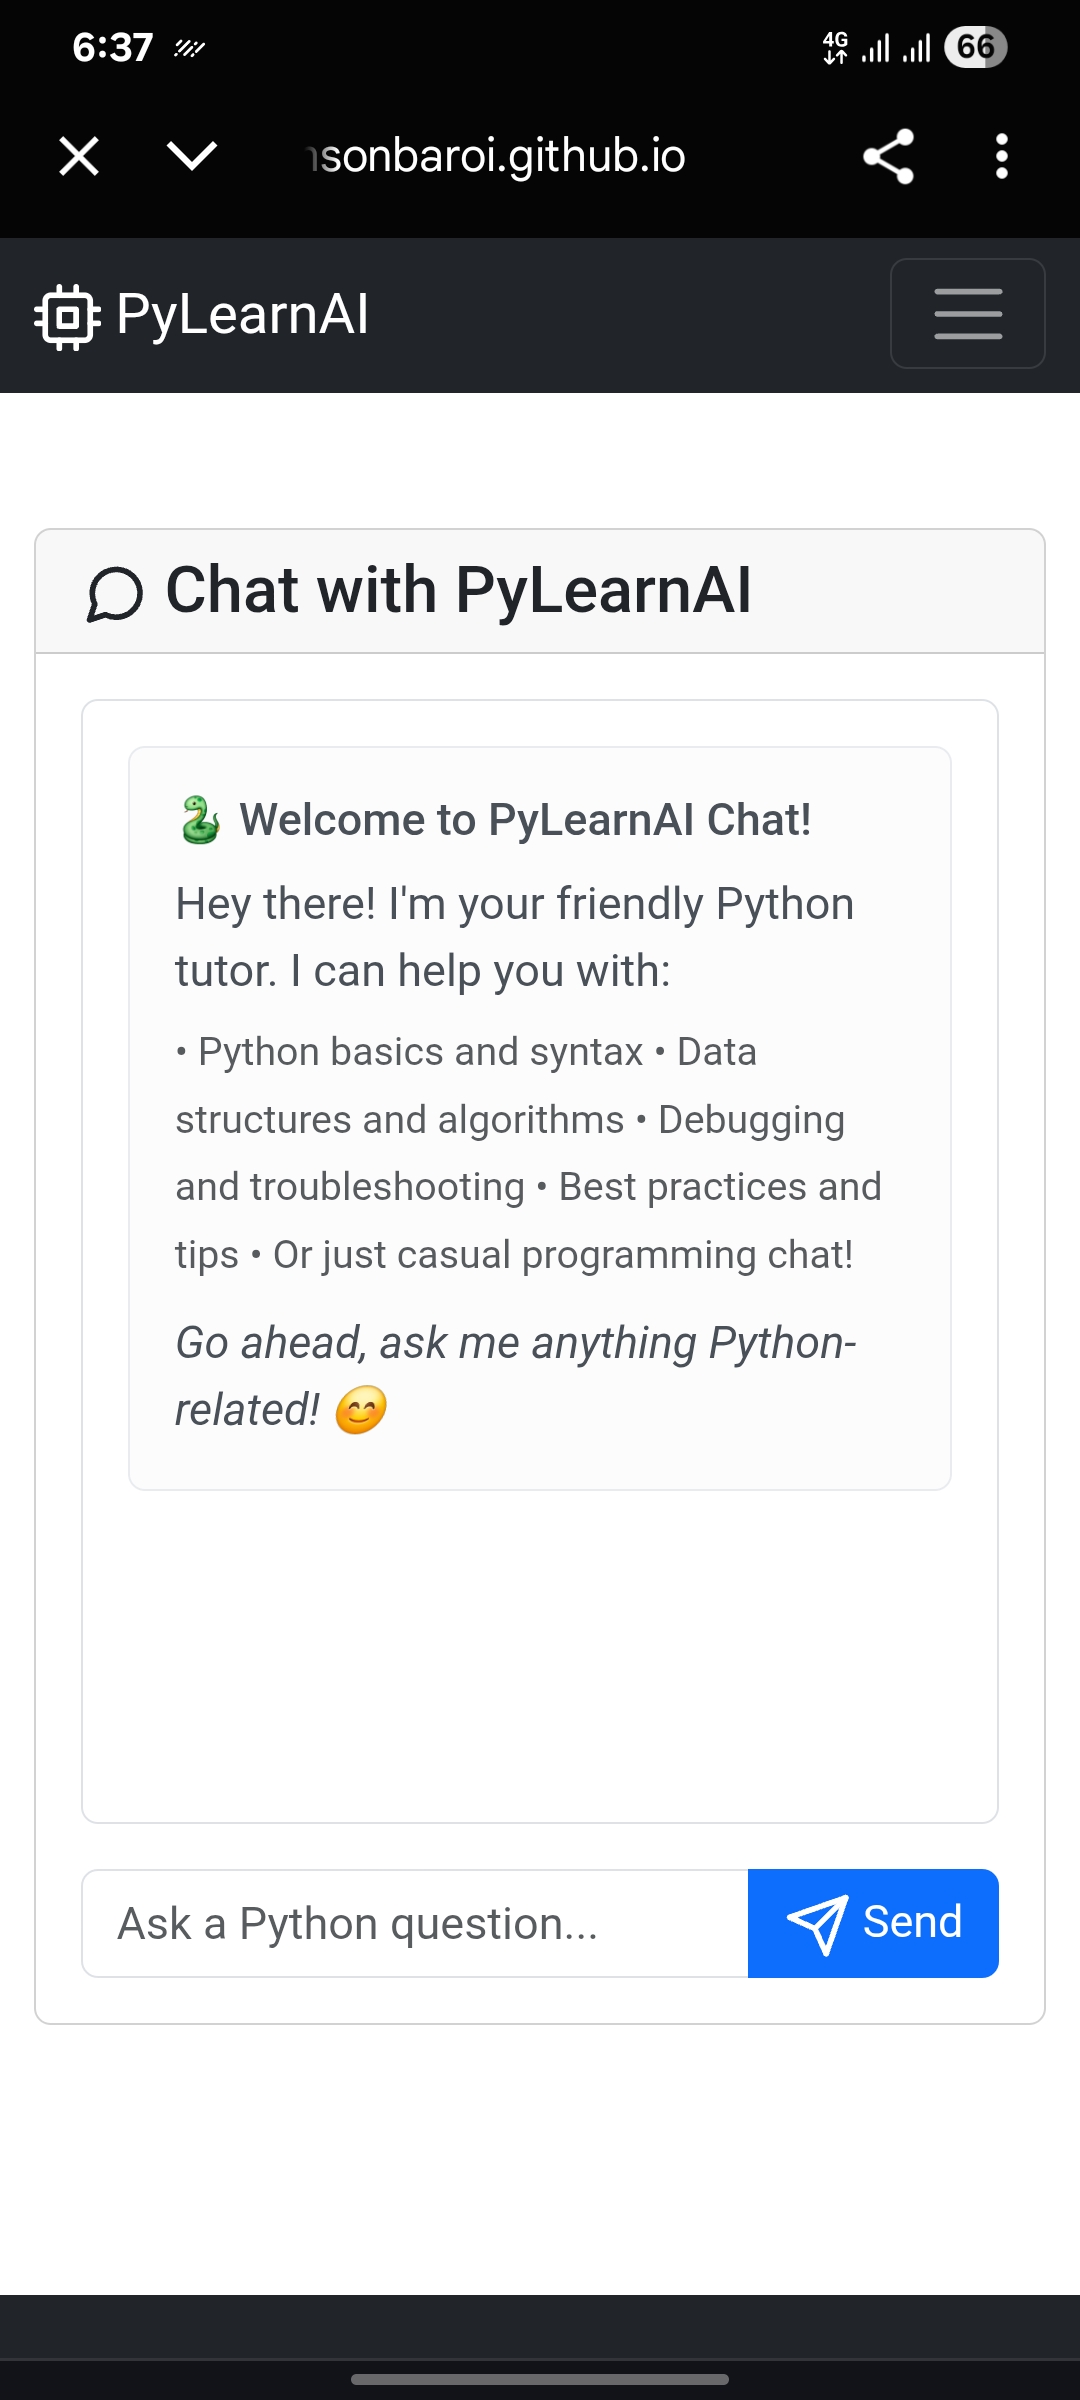 6:37
4G
66
sonbaroi.github.io
PyLearnAI
Chat with PyLearnAI
🐍 Welcome to PyLearnAI Chat!
Hey there! I'm your friendly Python
tutor. I can help you with:
• Python basics and syntax • Data
structures and algorithms • Debugging
and troubleshooting • Best practices and
tips • Or just casual programming chat!
Go ahead, ask me anything Python-
related! 😊
Ask a Python question...
Send